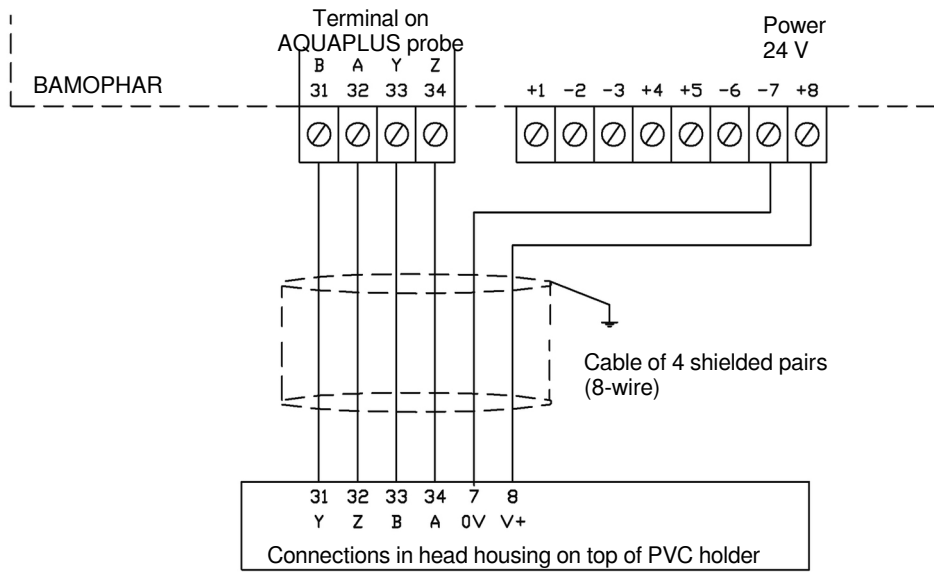 Terminal on
AQUAPLUS probe
Power
24 V
BAMOPHAR
B A Y Z
31 32 33 34
+1 -2 -3 +4 +5 -6 -7 +8
Cable of 4 shielded pairs
(8-wire)
31 32 33 34 7 8
Y Z B A 0V V+
Connections in head housing on top of PVC holder